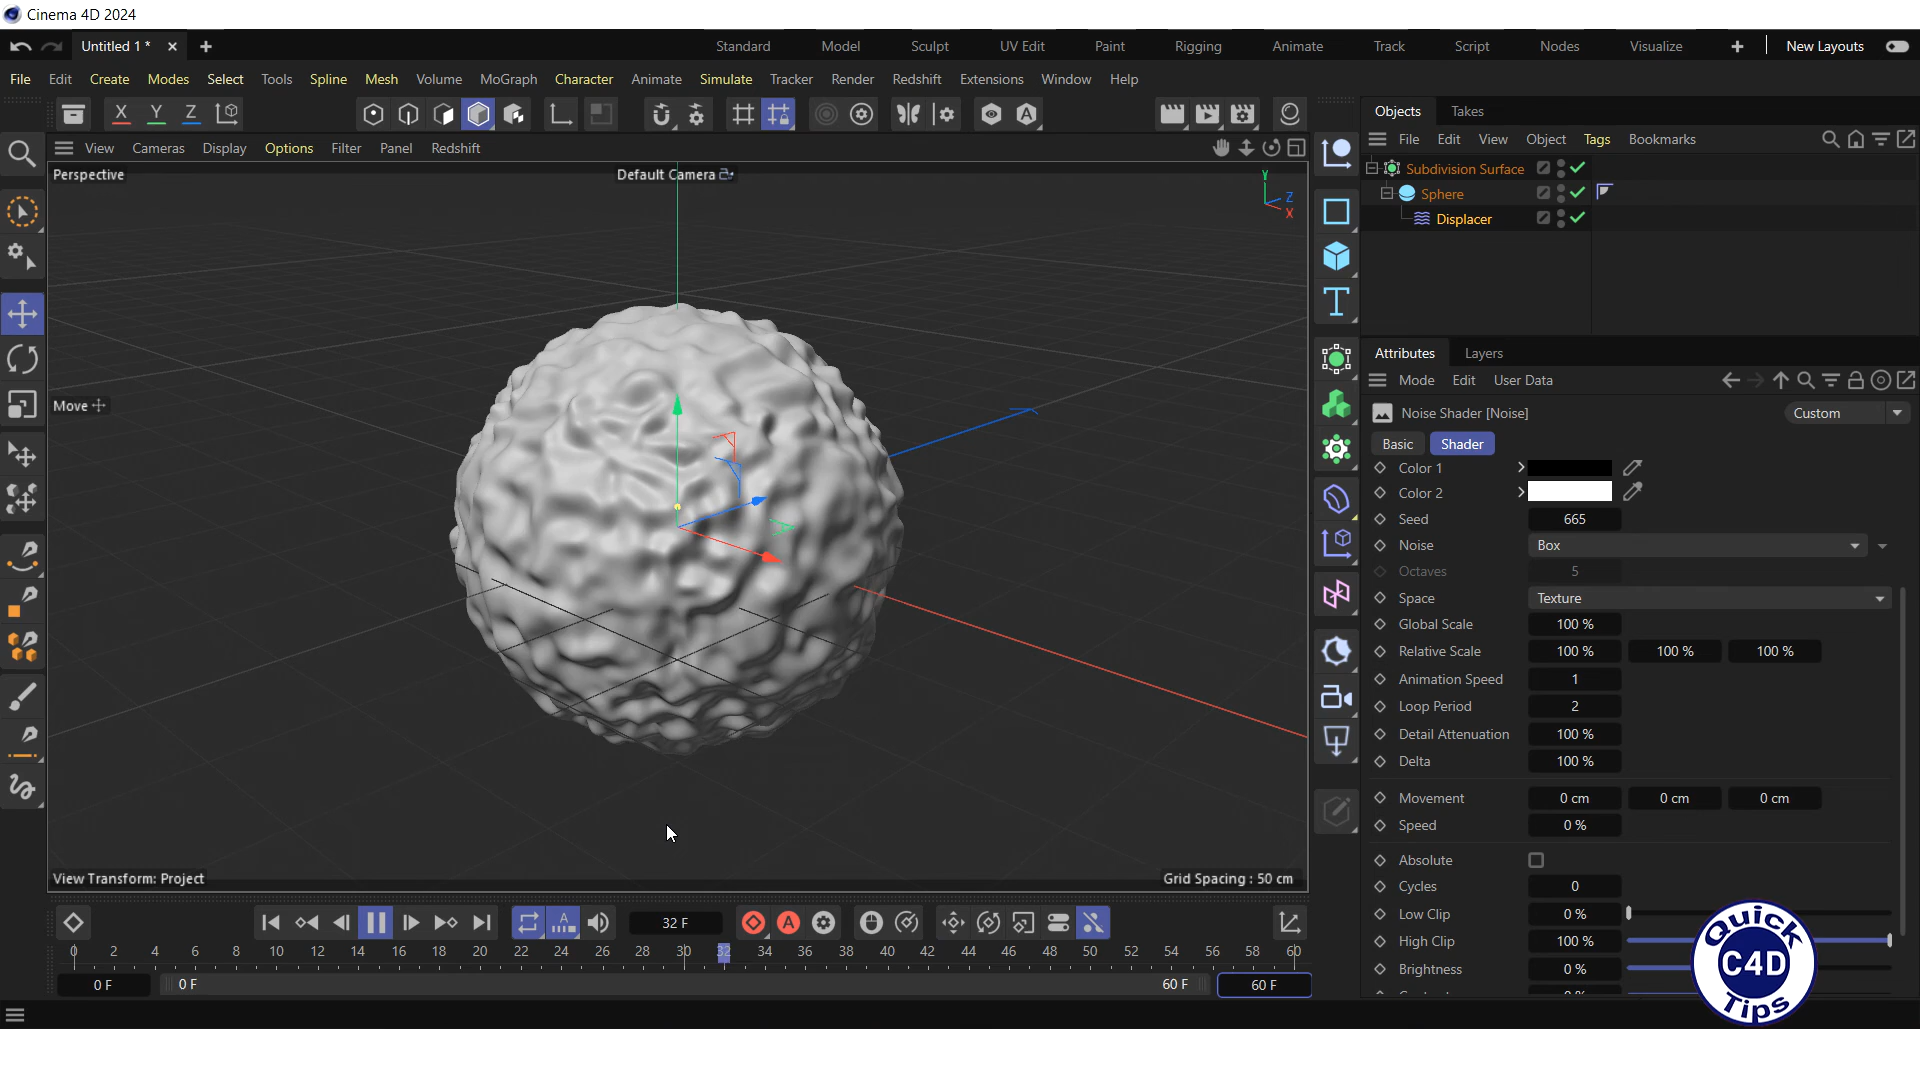 Cinema 4D 2024
Untitled 1 *
Standard Model Sculpt UV Edit Paint Rigging Animate Track Script Nodes Visualize New Layouts
File Edit Create Modes Select Tools Spline Mesh Volume MoGraph Character Animate Simulate Tracker Render Redshift Extensions Window Help
X Y Z
A
Objects Takes
View Cameras Display Options Filter Panel Redshift
File Edit View Object Tags Bookmarks
Perspective
Default Camera
Y
Z
X
Subdivision Surface
Sphere
Displacer
Attributes Layers
Mode Edit User Data
Move
Noise Shader [Noise]
Custom
Basic Shader
Color 1
Color 2
Seed 665
Noise Box
Octaves 5
Space Texture
Global Scale 100 %
Relative Scale 100 % 100 % 100 %
Animation Speed 1
Loop Period 2
Detail Attenuation 100 %
Delta 100 %
Movement 0 cm 0 cm 0 cm
Speed 0 %
Absolute
Cycles 0
Low Clip 0 %
High Clip 100 %
Brightness 0 %
View Transform: Project
Grid Spacing : 50 cm
A
32 F
A
0 2 4 6 8 10 12 14 16 18 20 22 24 26 28 30 32 34 36 38 40 42 44 46 48 50 52 54 56 58 60
0 F
0 F
60 F
60 F
Quick
C4D
Tips